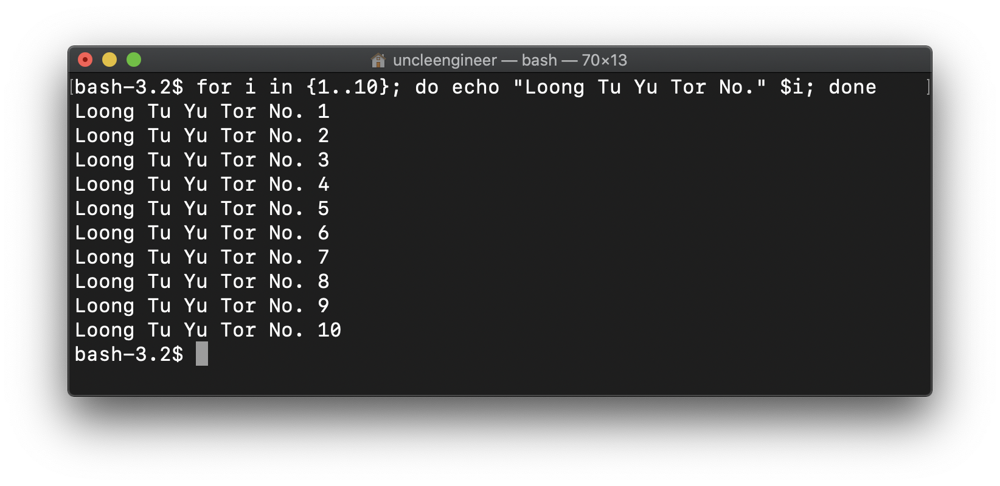 uncleengineer — bash — 70×13
[bash-3.2$ for i in {1..10}; do echo "Loong Tu Yu Tor No." $i; done ]
Loong Tu Yu Tor No. 1
Loong Tu Yu Tor No. 2
Loong Tu Yu Tor No. 3
Loong Tu Yu Tor No. 4
Loong Tu Yu Tor No. 5
Loong Tu Yu Tor No. 6
Loong Tu Yu Tor No. 7
Loong Tu Yu Tor No. 8
Loong Tu Yu Tor No. 9
Loong Tu Yu Tor No. 10
bash-3.2$